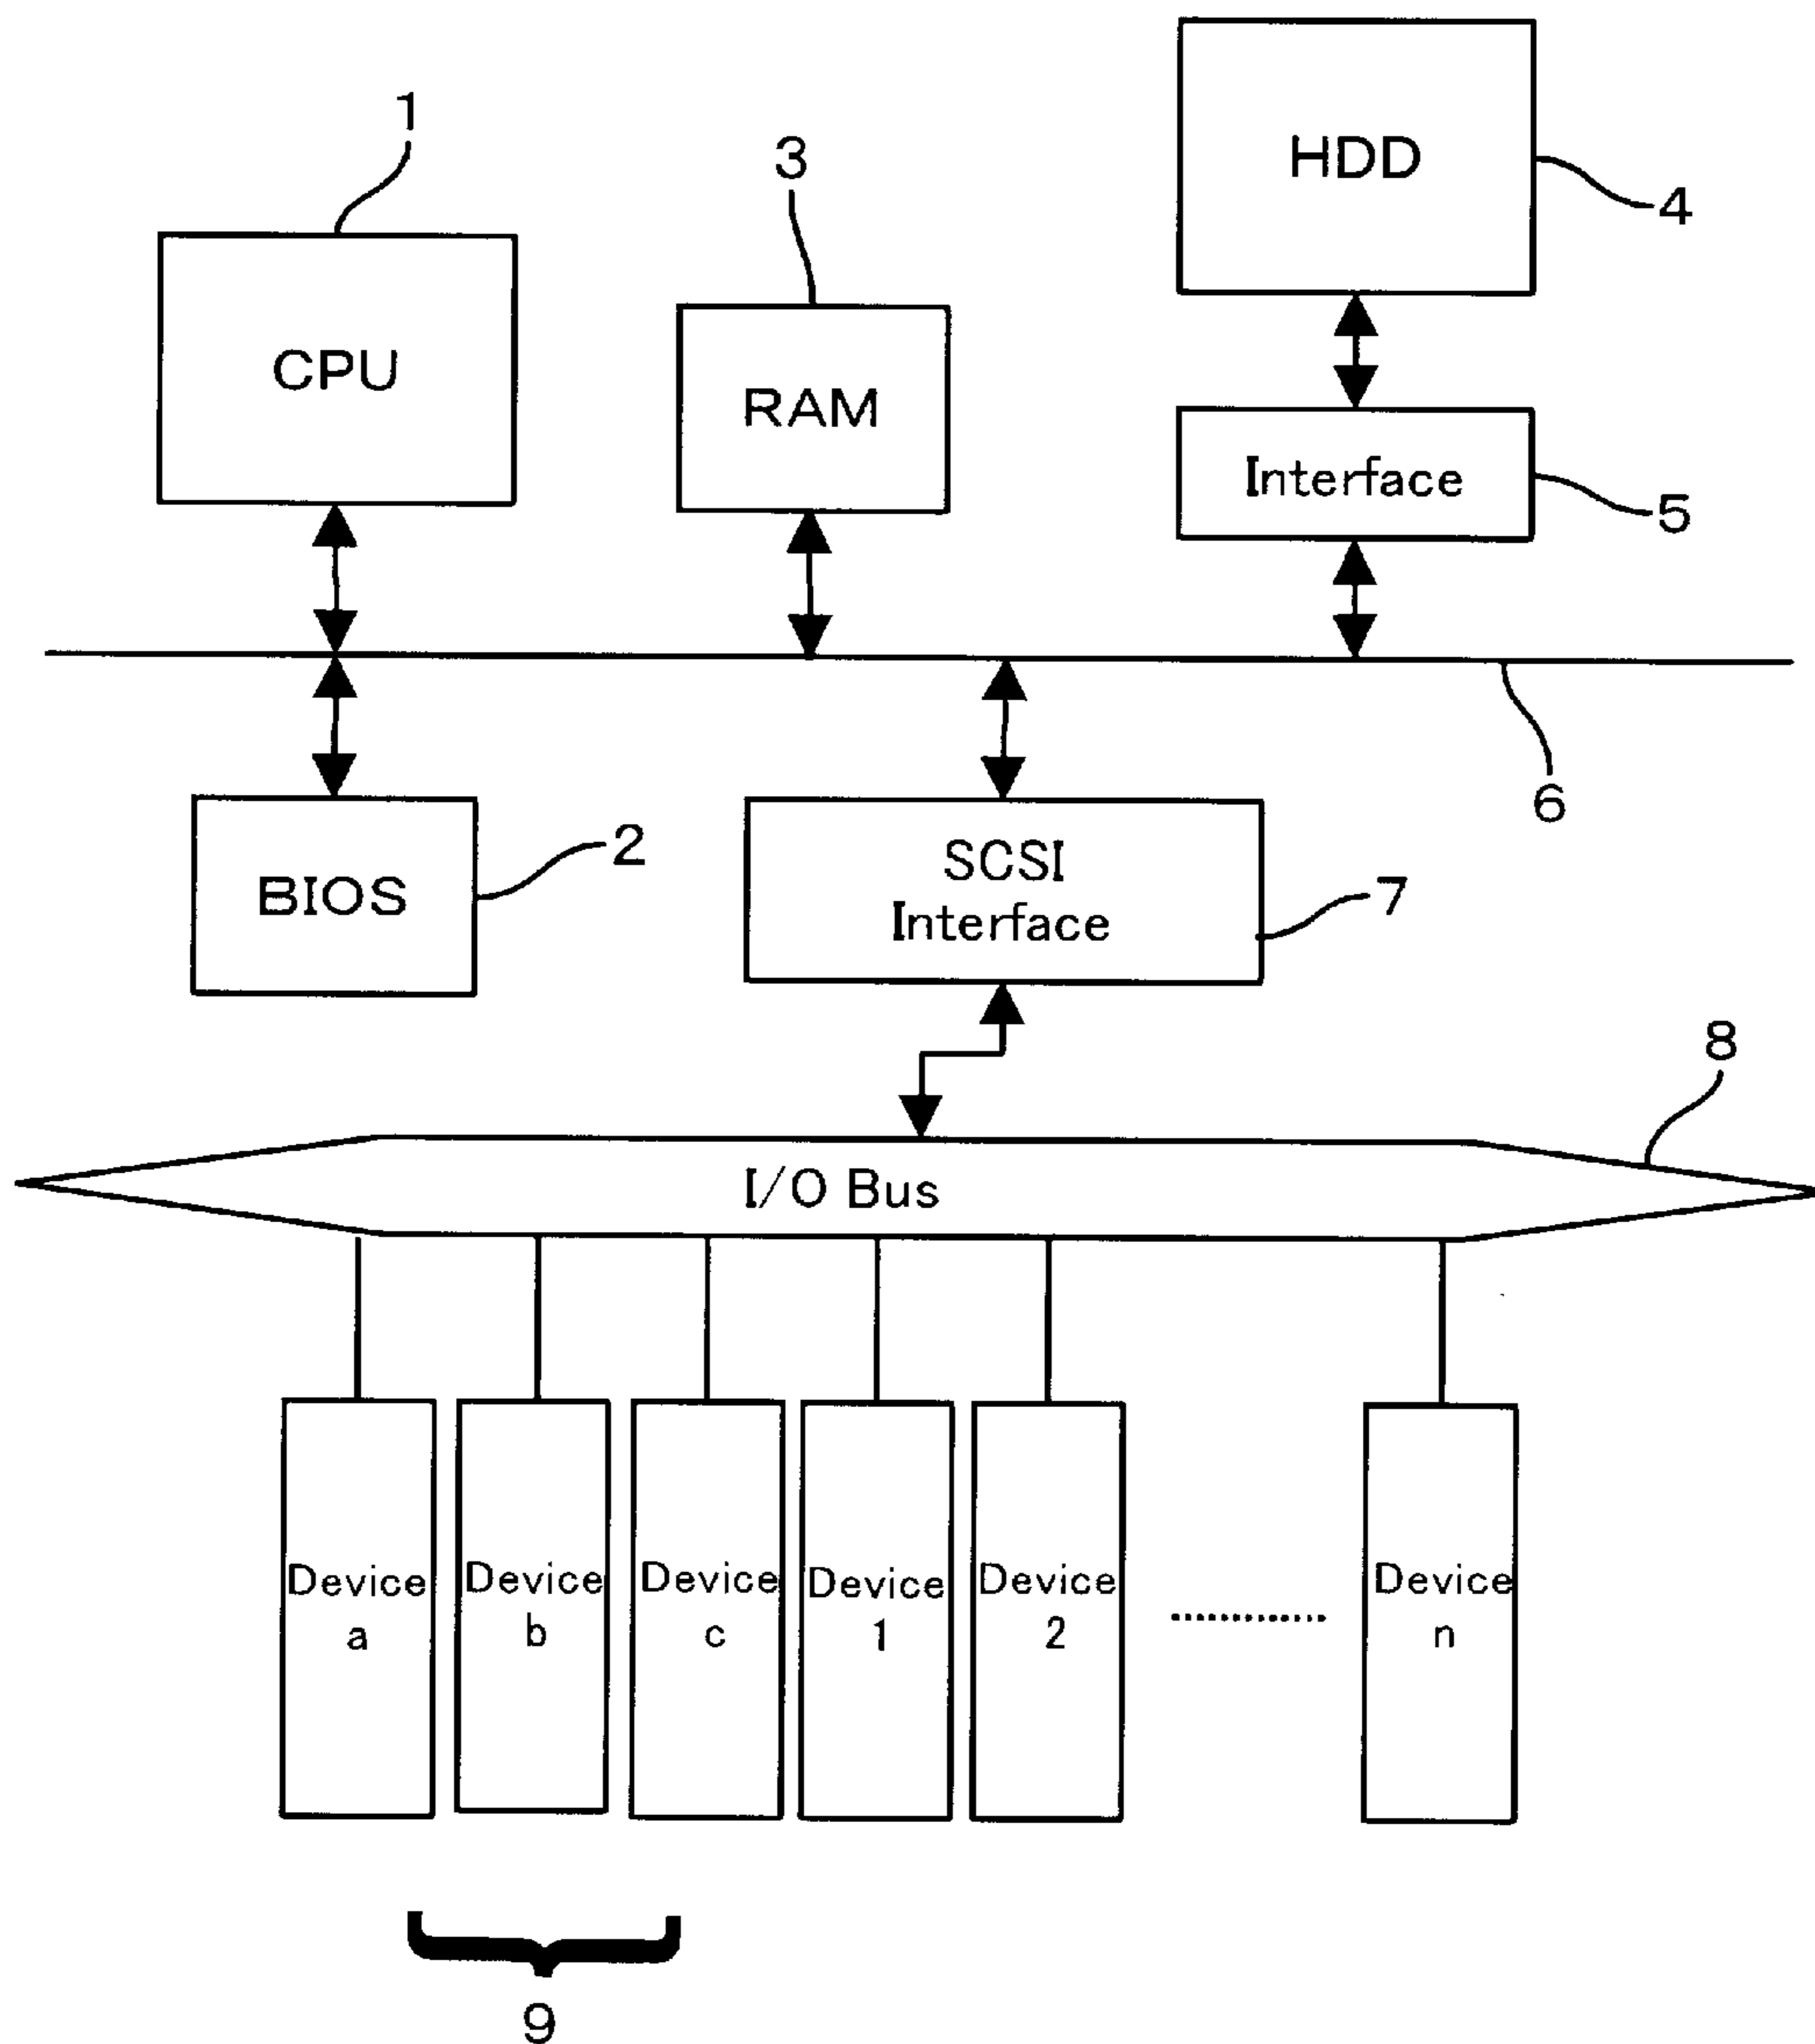 1
3
HDD
4
CPU
RAM
Interface
5
6
BIOS
2
SCSI
Interface
7
8
I/O Bus
Device
a
Device
b
Device
c
Device
1
Device
2
Device
n
9